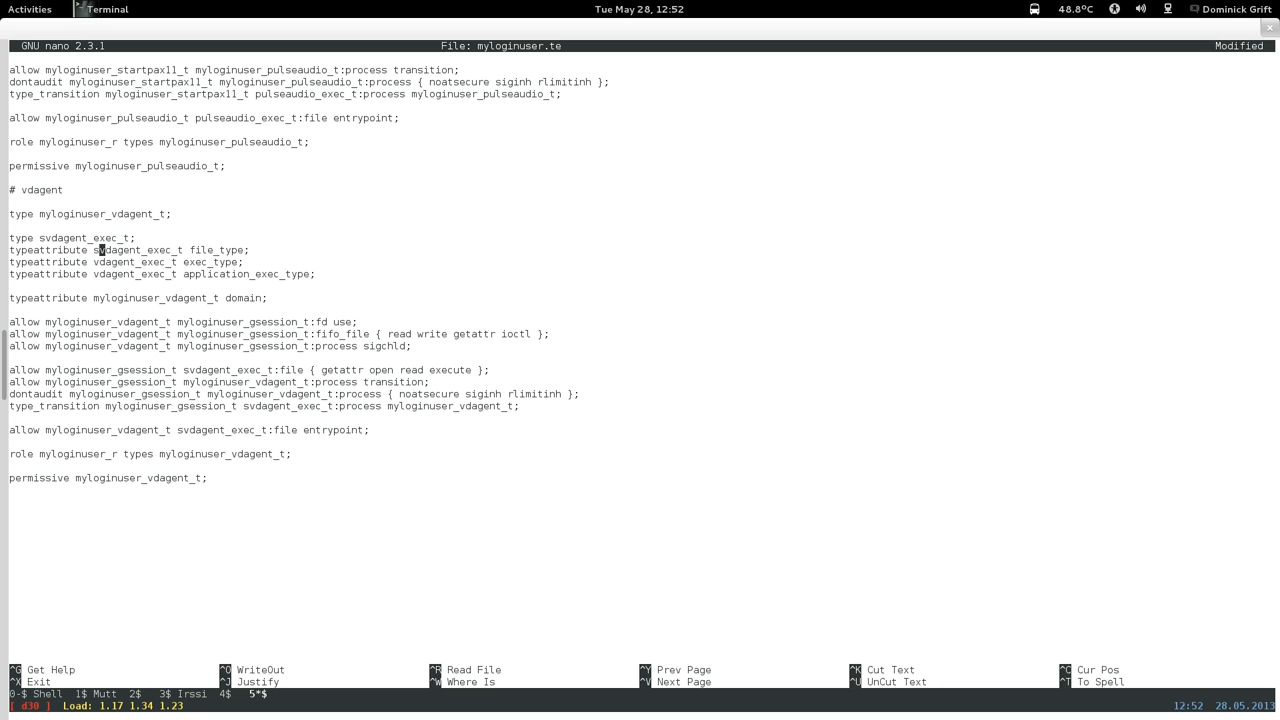 Activities Terminal Tue May 28, 12:52 48.8°C Dominick Grift
GNU nano 2.3.1 File: myloginuser.te Modified
allow myloginuser_startpax11_t myloginuser_pulseaudio_t:process transition;
dontaudit myloginuser_startpax11_t myloginuser_pulseaudio_t:process { noatsecure siginh rlimitinh };
type_transition myloginuser_startpax11_t pulseaudio_exec_t:process myloginuser_pulseaudio_t;
allow myloginuser_pulseaudio_t pulseaudio_exec_t:file entrypoint;
role myloginuser_r types myloginuser_pulseaudio_t;
permissive myloginuser_pulseaudio_t;
# vdagent
type myloginuser_vdagent_t;
type svdagent_exec_t;
typeattribute svdagent_exec_t file_type;
typeattribute vdagent_exec_t exec_type;
typeattribute vdagent_exec_t application_exec_type;
typeattribute myloginuser_vdagent_t domain;
allow myloginuser_vdagent_t myloginuser_gsession_t:fd use;
allow myloginuser_vdagent_t myloginuser_gsession_t:fifo_file { read write getattr ioctl };
allow myloginuser_vdagent_t myloginuser_gsession_t:process sigchld;
allow myloginuser_gsession_t svdagent_exec_t:file { getattr open read execute };
allow myloginuser_gsession_t myloginuser_vdagent_t:process transition;
dontaudit myloginuser_gsession_t myloginuser_vdagent_t:process { noatsecure siginh rlimitinh };
type_transition myloginuser_gsession_t svdagent_exec_t:process myloginuser_vdagent_t;
allow myloginuser_vdagent_t svdagent_exec_t:file entrypoint;
role myloginuser_r types myloginuser_vdagent_t;
permissive myloginuser_vdagent_t;
^G Get Help ^O WriteOut ^R Read File ^Y Prev Page ^K Cut Text ^C Cur Pos
^X Exit ^J Justify ^W Where Is ^V Next Page ^U UnCut Text ^T To Spell
0-$ Shell 1$ Mutt 2$ 3$ Irssi 4$ 5*$
[ d30 ] Load: 1.17 1.34 1.23 12:52 28.05.2013